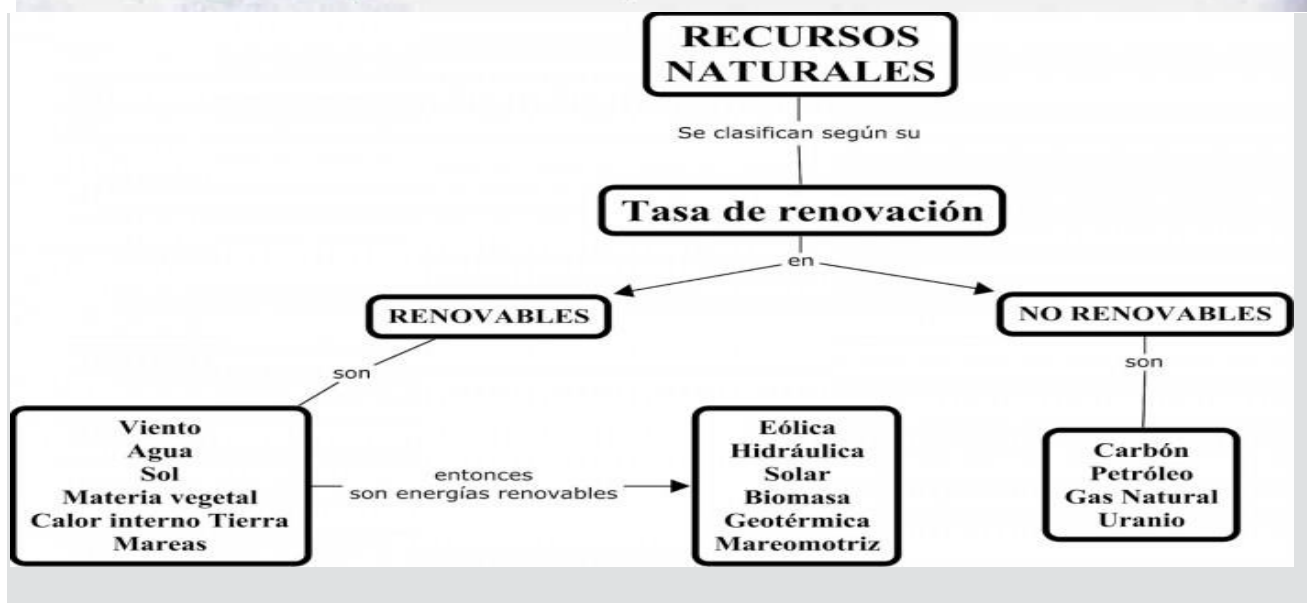 RECURSOS
NATURALES
Se clasifican según su
Tasa de renovación
en
RENOVABLES
NO RENOVABLES
son
son
Viento
Agua
Sol
Materia vegetal
Calor interno Tierra
Mareas
entonces
son energías renovables
Eólica
Hidráulica
Solar
Biomasa
Geotérmica
Mareomotriz
Carbón
Petróleo
Gas Natural
Uranio